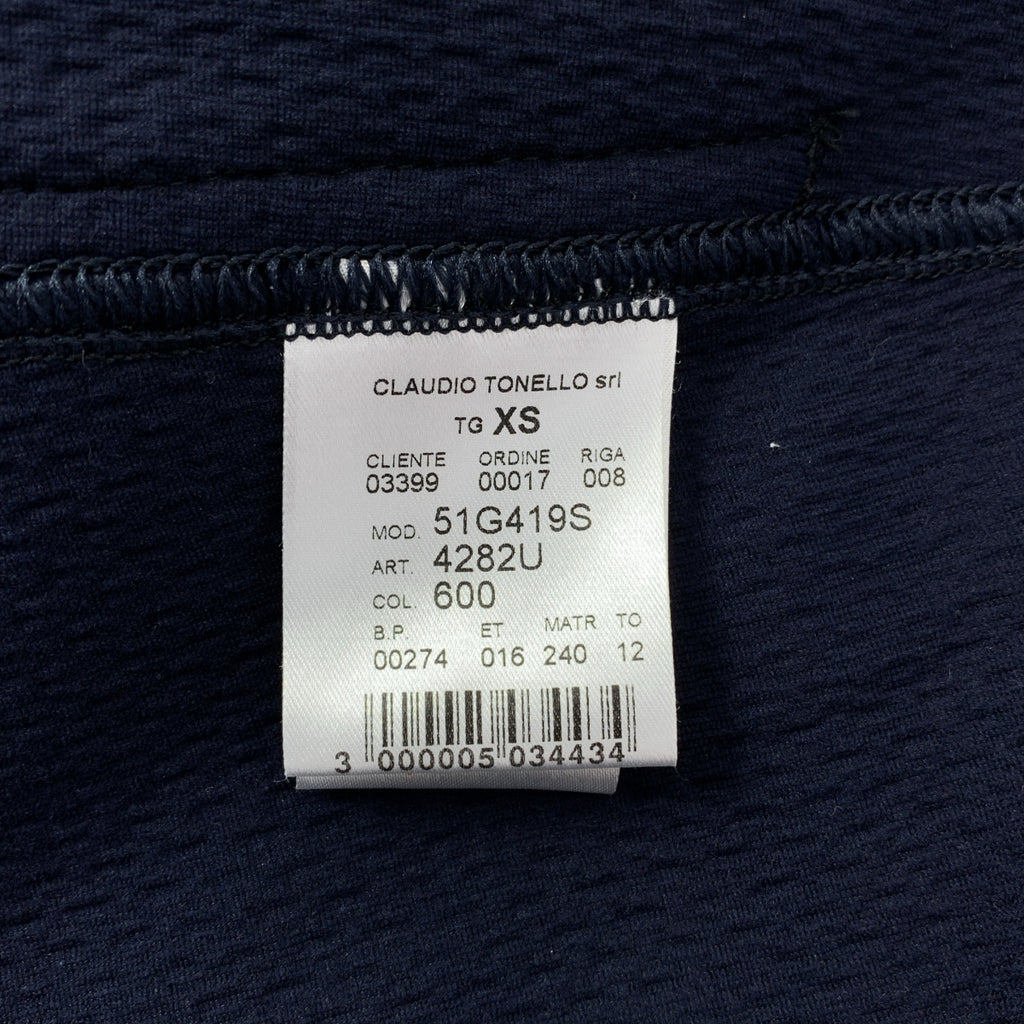 CLAUDIO TONELLO srl
TG XS
CLIENTE ORDINE RIGA
03399 00017 008
MOD. 51G419S
ART. 4282U
COL. 600
B.P. ET MATR TO
00274 016 240 12
3 000005 034434